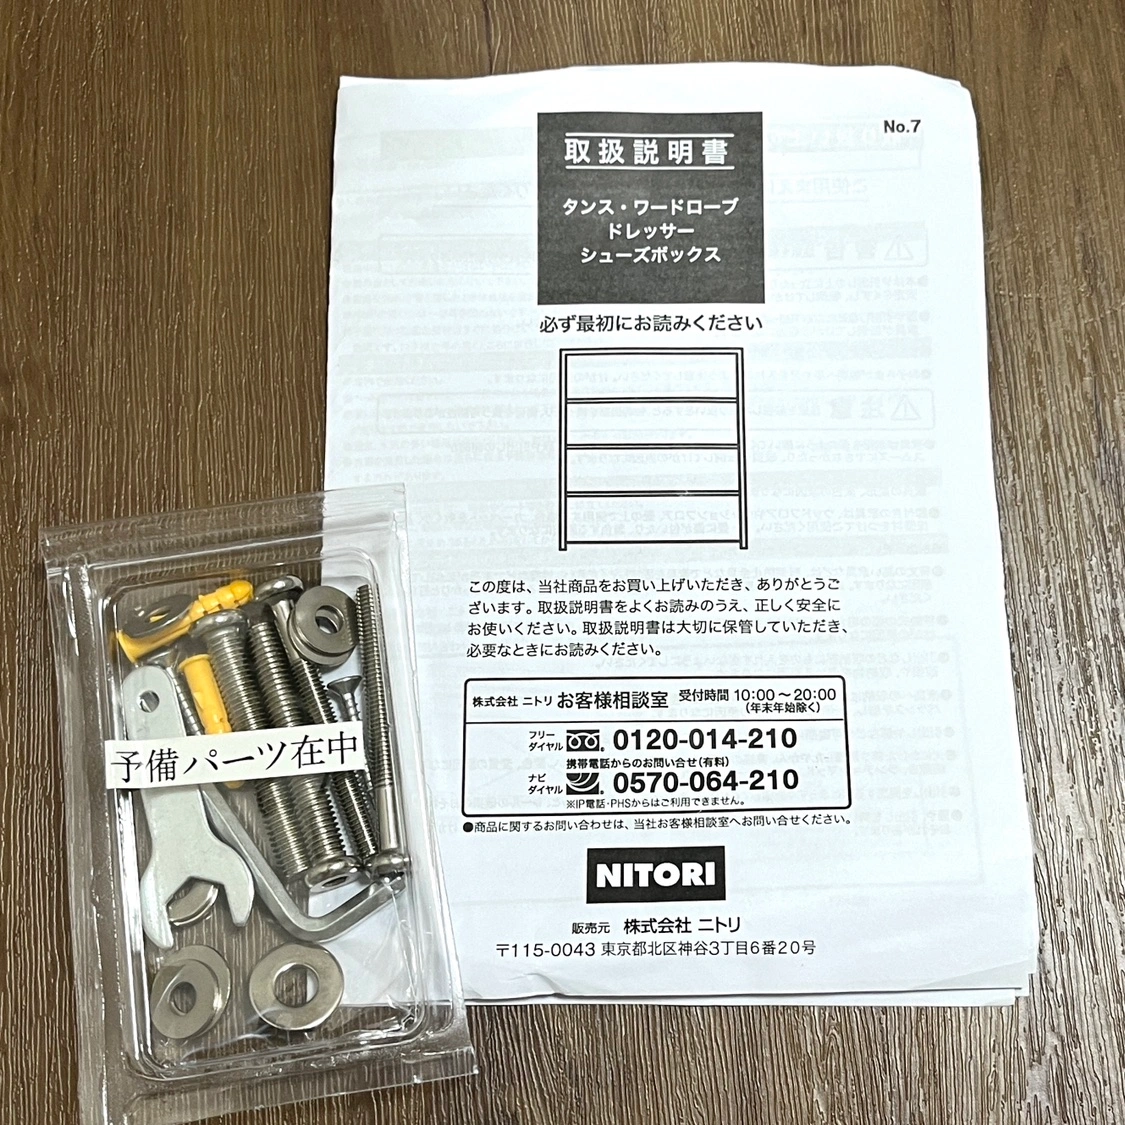 No.7
取扱説明書
タンス・ワードローブ
ドレッサー
シューズボックス
必ず最初にお読みください
この度は、当社商品をお買い上げいただき、ありがとうご
ざいます。取扱説明書をよくお読みのうえ、正しく安全に
お使いください。取扱説明書は大切に保管していただき、
必要なときにお読みください。
株式会社 ニトリ お客様相談室 受付時間 10:00～20:00
(年末年始除く)
フリー
ダイヤル 0120-014-210
携帯電話からのお問い合せ(有料)
ナビ
ダイヤル 0570-064-210
※IP電話・PHSからはご利用できません。
●商品に関するお問い合わせは、当社お客様相談室へお問い合せください。
NITORI
販売元 株式会社 ニトリ
〒115-0043 東京都北区神谷3丁目6番20号
予備パーツ在中